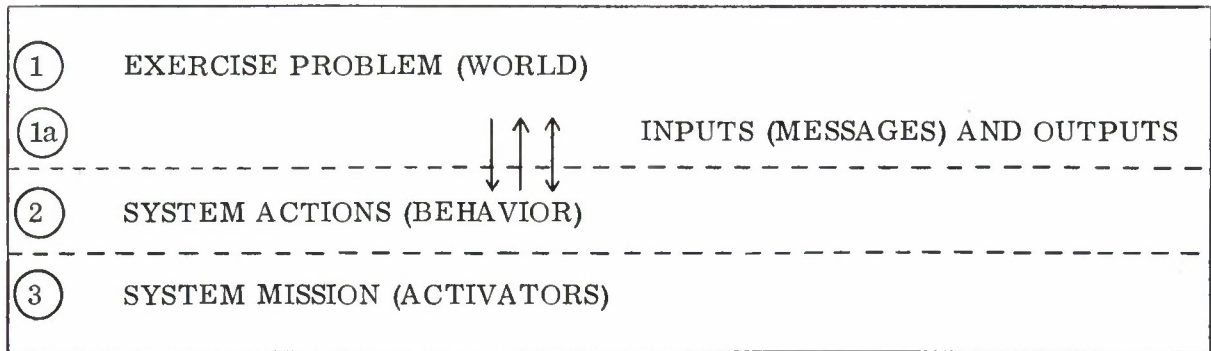 1 EXERCISE PROBLEM (WORLD)
1a INPUTS (MESSAGES) AND OUTPUTS
2 SYSTEM ACTIONS (BEHAVIOR)
3 SYSTEM MISSION (ACTIVATORS)